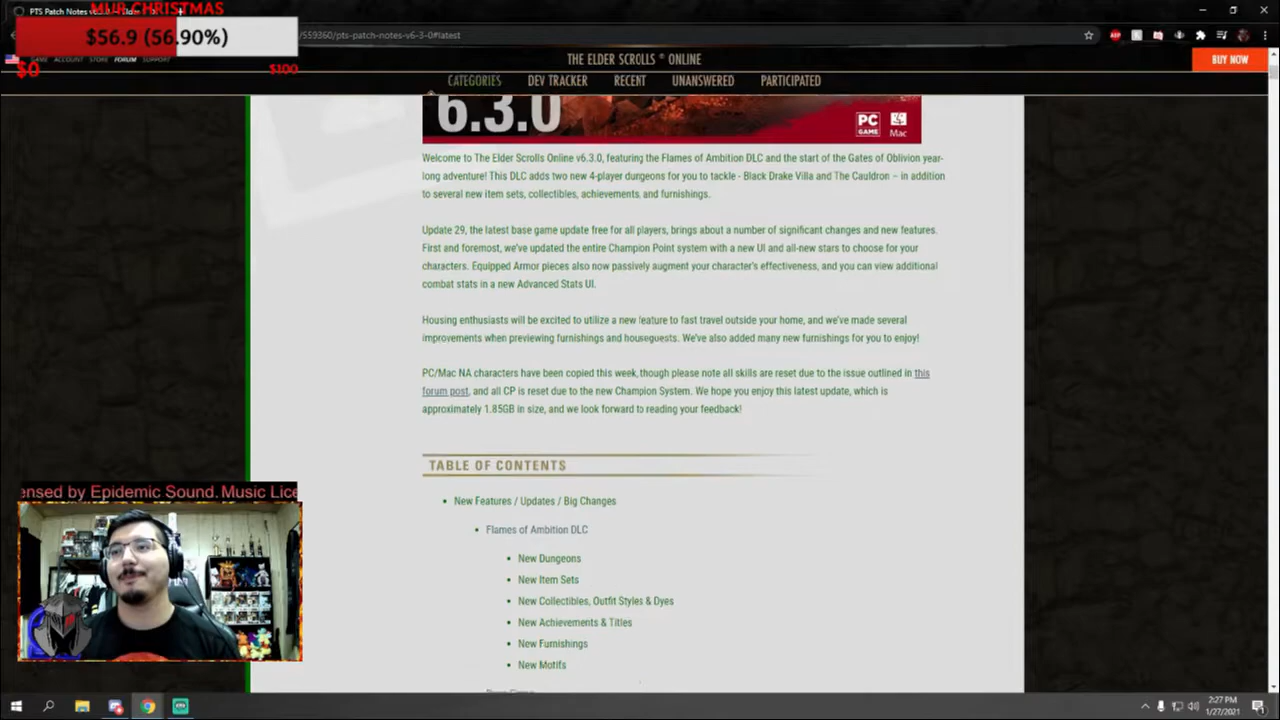 MUB CHRISTMAS
PTS Patch Notes v6.3.0
$56.9 (56.90%)
$0
$100
/559360/pts-patch-notes-v6-3-0#latest
GAME ACCOUNT STORE FORUM SUPPORT
THE ELDER SCROLLS ® ONLINE
BUY NOW
CATEGORIES DEV TRACKER RECENT UNANSWERED PARTICIPATED
6.3.0
PC GAME
Mac
Welcome to The Elder Scrolls Online v6.3.0, featuring the Flames of Ambition DLC and the start of the Gates of Oblivion year-
long adventure! This DLC adds two new 4-player dungeons for you to tackle - Black Drake Villa and The Cauldron – in addition
to several new item sets, collectibles, achievements, and furnishings.
Update 29, the latest base game update free for all players, brings about a number of significant changes and new features.
First and foremost, we've updated the entire Champion Point system with a new UI and all-new stars to choose for your
characters. Equipped Armor pieces also now passively augment your character's effectiveness, and you can view additional
combat stats in a new Advanced Stats UI.
Housing enthusiasts will be excited to utilize a new feature to fast travel outside your home, and we've made several
improvements when previewing furnishings and houseguests. We've also added many new furnishings for you to enjoy!
PC/Mac NA characters have been copied this week, though please note all skills are reset due to the issue outlined in this
forum post, and all CP is reset due to the new Champion System. We hope you enjoy this latest update, which is
approximately 1.85GB in size, and we look forward to reading your feedback!
TABLE OF CONTENTS
• New Features / Updates / Big Changes
• Flames of Ambition DLC
• New Dungeons
• New Item Sets
• New Collectibles, Outfit Styles & Dyes
• New Achievements & Titles
• New Furnishings
• New Motifs
ensed by Epidemic Sound. Music Lice
2:27 PM
1/27/2021